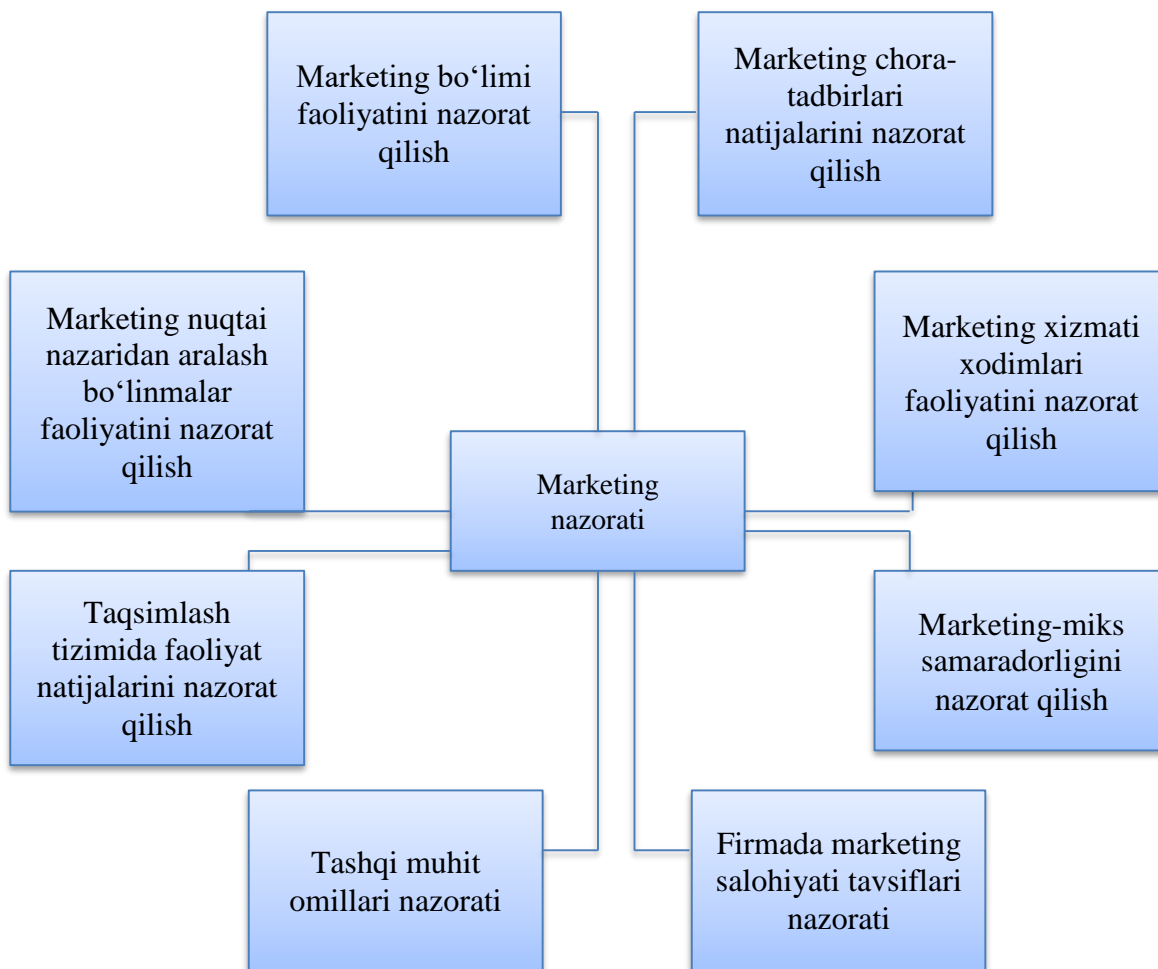 Marketing bo‘limi
faoliyatini nazorat
qilish
Marketing chora-
tadbirlari
natijalarini nazorat
qilish
Marketing nuqtai
nazaridan aralash
bo‘linmalar
faoliyatini nazorat
qilish
Marketing xizmati
xodimlari
faoliyatini nazorat
qilish
Marketing
nazorati
Taqsimlash
tizimida faoliyat
natijalarini nazorat
qilish
Marketing-miks
samaradorligini
nazorat qilish
Tashqi muhit
omillari nazorati
Firmada marketing
salohiyati tavsiflari
nazorati